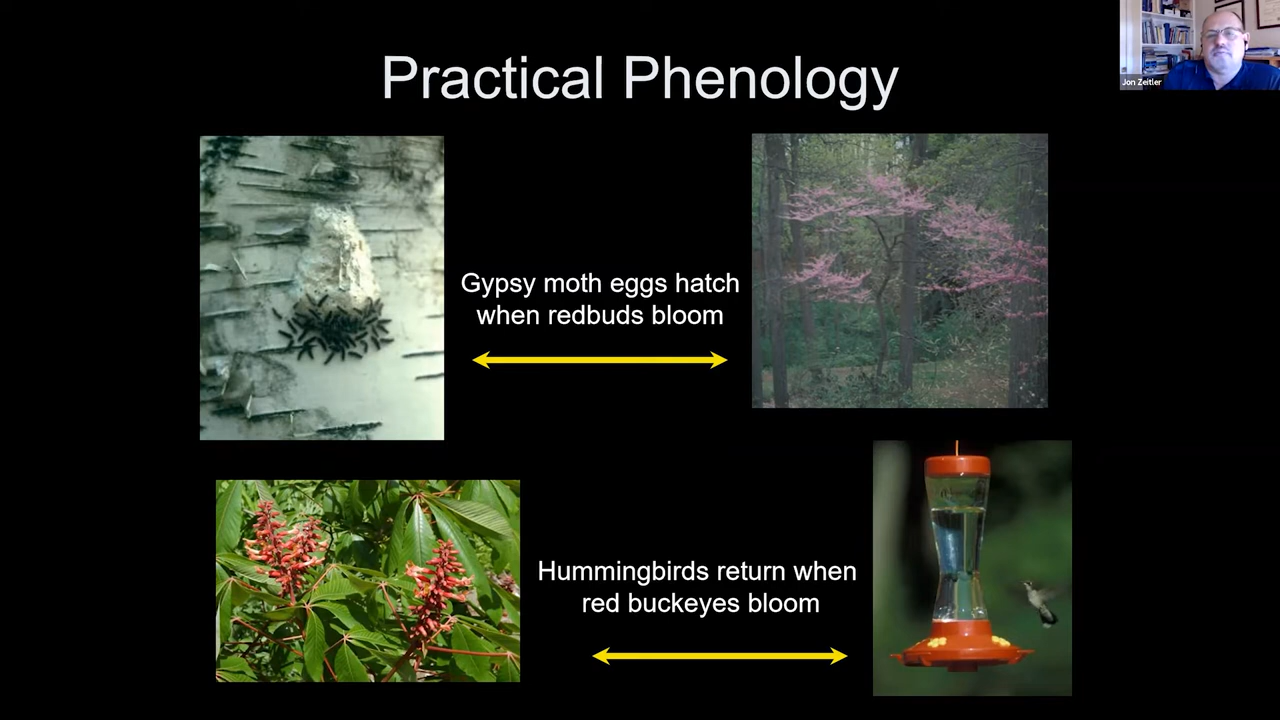 Practical Phenology
Jon Zeitler
Gypsy moth eggs hatch
when redbuds bloom
Hummingbirds return when
red buckeyes bloom